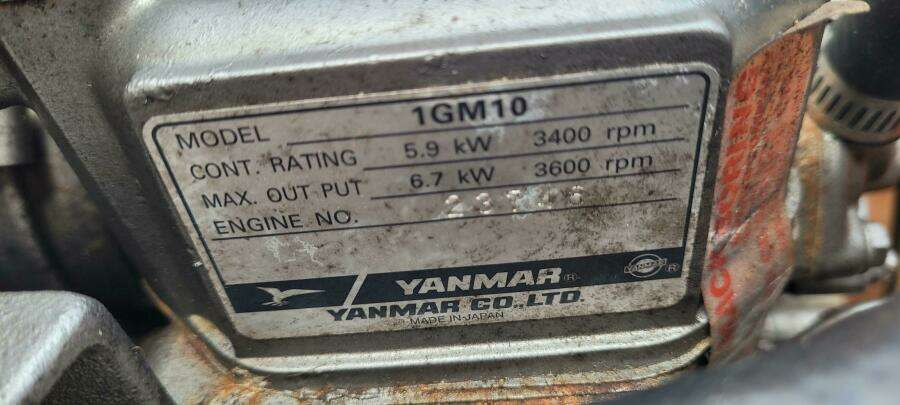 MODEL 1GM10
CONT. RATING 5.9 kW 3400 rpm
MAX. OUT PUT 6.7 kW 3600 rpm
ENGINE NO.
YANMAR ® YANMAR ®
YANMAR CO.,LTD.
MADE IN JAPAN